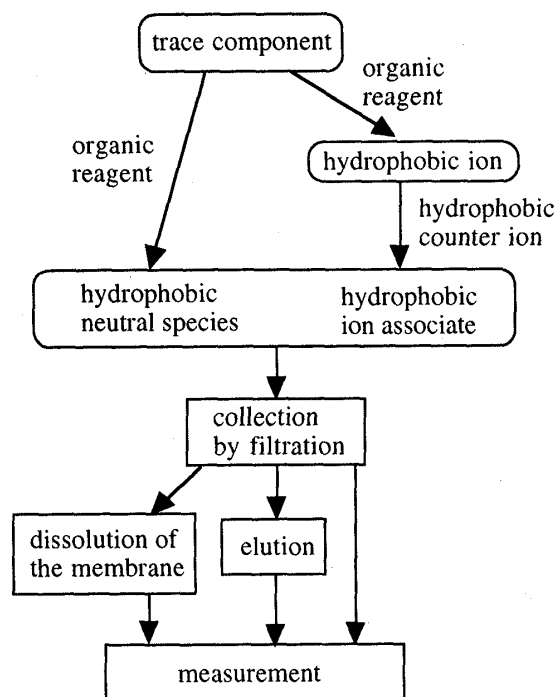 trace component
organic
reagent
organic
reagent
hydrophobic ion
hydrophobic
counter ion
hydrophobic
neutral species
hydrophobic
ion associate
collection
by filtration
dissolution of
the membrane
elution
measurement